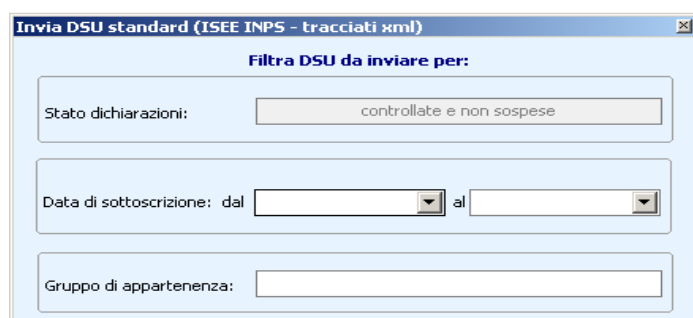 Invia DSU standard (ISEE INPS - tracciati xml)
Filtra DSU da inviare per:
Stato dichiarazioni: controllate e non sospese
Data di sottoscrizione: dal al
Gruppo di appartenenza: